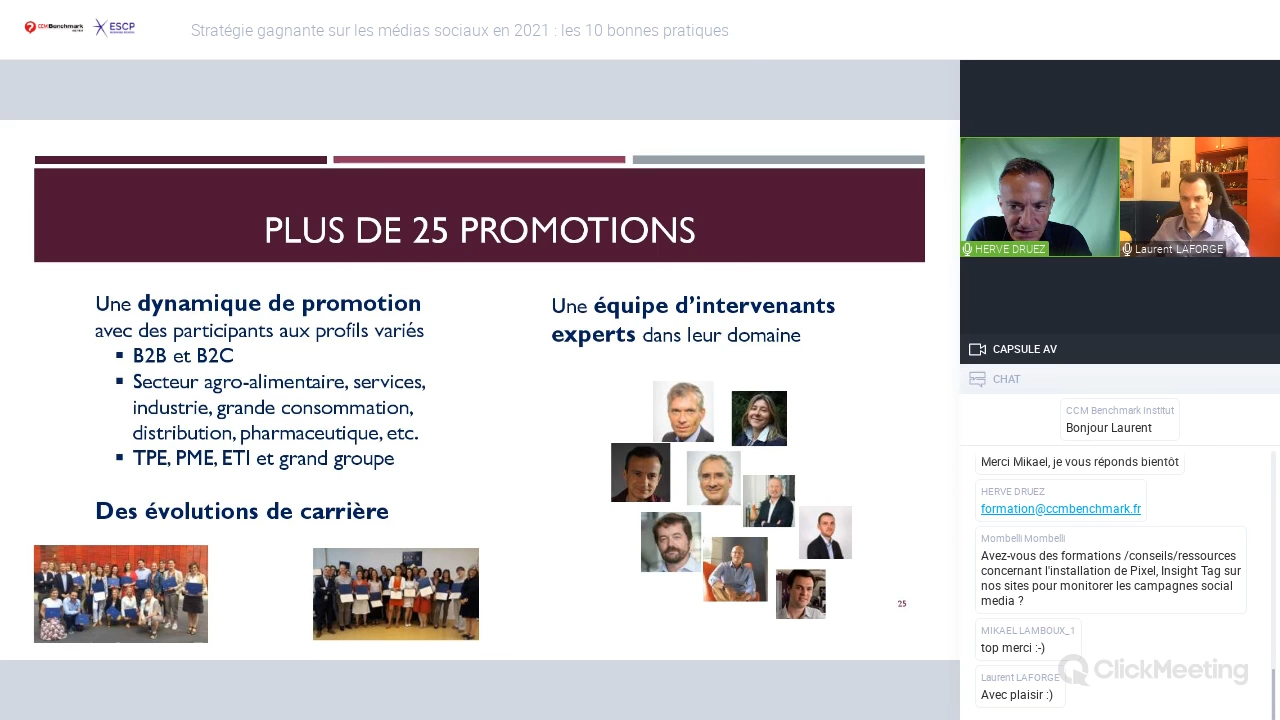 CCMBenchmark
ESCP
Stratégie gagnante sur les médias sociaux en 2021 : les 10 bonnes pratiques
PLUS DE 25 PROMOTIONS
Une dynamique de promotion
avec des participants aux profils variés
▪ B2B et B2C
▪ Secteur agro-alimentaire, services,
industrie, grande consommation,
distribution, pharmaceutique, etc.
▪ TPE, PME, ETI et grand groupe
Des évolutions de carrière
Une équipe d'intervenants
experts dans leur domaine
25
HERVE DRUEZ
Laurent LAFORGE
CAPSULE AV
CHAT
CCM Benchmark Institut
Bonjour Laurent
Merci Mikael, je vous réponds bientôt
HERVE DRUEZ
formation@ccmbenchmark.fr
Mombelli Mombelli
Avez-vous des formations /conseils/ressources
concernant l'installation de Pixel, Insight Tag sur
nos sites pour monitorer les campagnes social
media ?
MIKAEL LAMBOUX_1
top merci :-)
Laurent LAFORGE
Avec plaisir :)
ClickMeeting